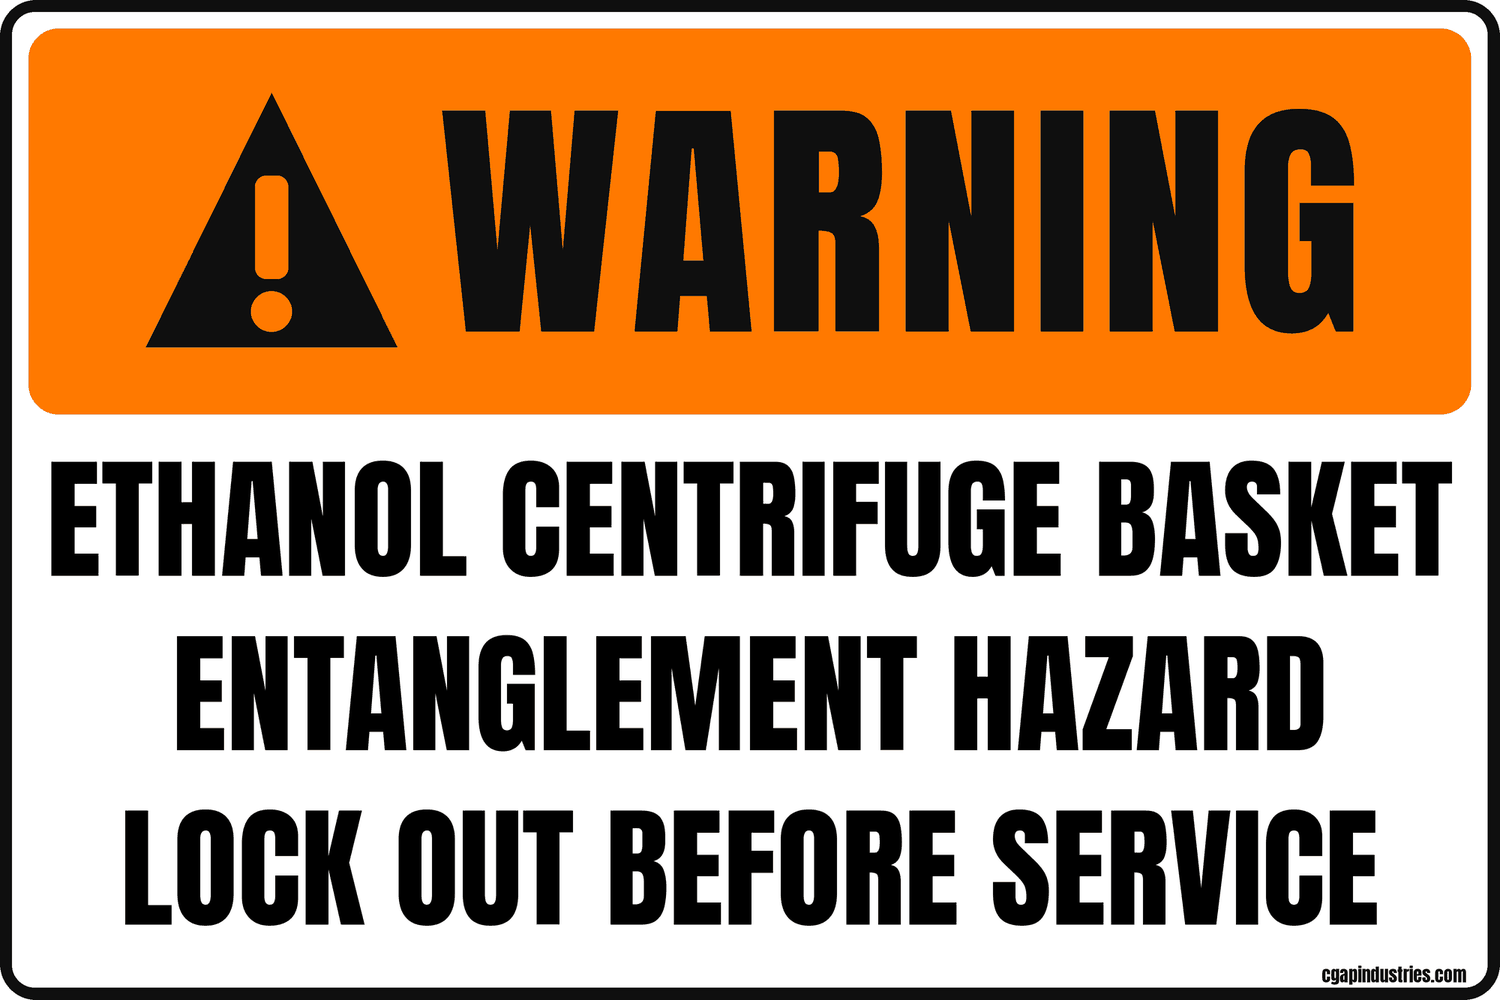 WARNING
ETHANOL CENTRIFUGE BASKET
ENTANGLEMENT HAZARD
LOCK OUT BEFORE SERVICE
cgapindustries.com